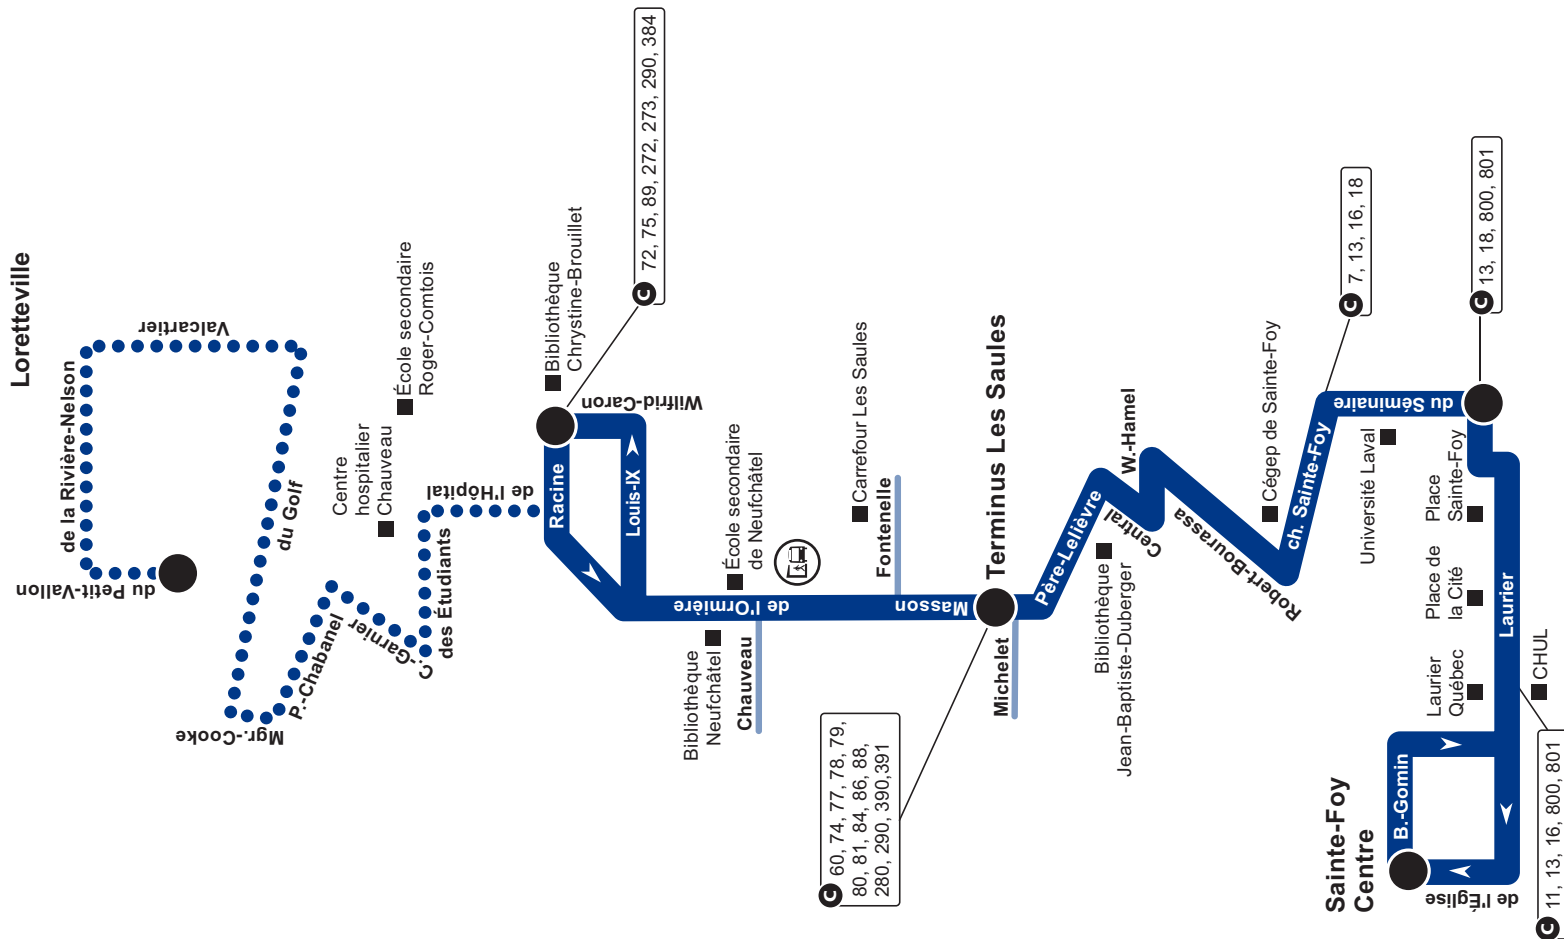 Loretteville
de la Rivière-Nelson
Valcartier
du Petit-Vallon
du Golf
Mgr.-Cooke
P.-Chabanel
C.-Garnier
des Étudiants
de l'Hôpital
Centre
hospitalier
Chauveau
École secondaire
Roger-Comtois
Bibliothèque
Chrystine-Brouillet
C 72, 75, 89, 272, 273, 290, 384
Racine
Wilfrid-Caron
Louis-IX
École secondaire
de Neufchâtel
de l'Ormière
Bibliothèque
Neufchâtel
Chauveau
Carrefour Les Saules
Fontenelle
Masson
Terminus Les Saules
Michelet
C 60, 74, 77, 78, 79,
80, 81, 84, 86, 88,
280, 290, 390,391
Père-Lelièvre
Bibliothèque
Jean-Baptiste-Duberger
Central
W.-Hamel
Robert-Bourassa
Cégep de Sainte-Foy
ch. Sainte-Foy
C 7, 13, 16, 18
du Séminaire
Université Laval
C 13, 18, 800, 801
Place
Sainte-Foy
Place de
la Cité
Laurier
Québec
Laurier
CHUL
B.-Gomin
de l'Église
Sainte-Foy
Centre
C 11, 13, 16, 800, 801